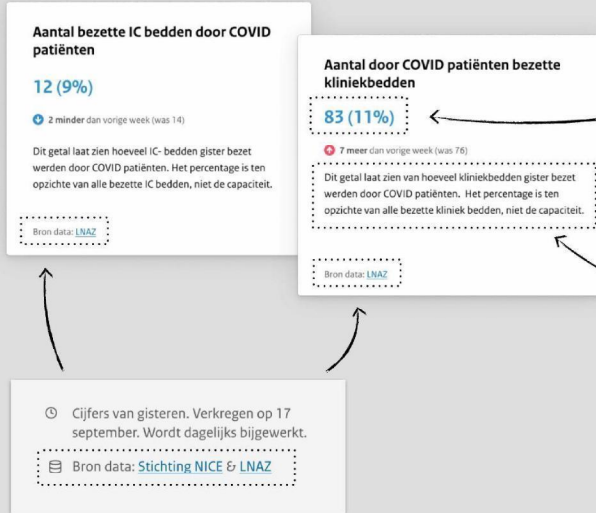 Aantal bezette IC bedden door COVID
patiënten
12 (9%)
2 minder dan vorige week (was 14)
Dit getal laat zien hoeveel IC- bedden gister bezet
werden door COVID patiënten. Het percentage is ten
opzichte van alle bezette IC bedden, niet de capaciteit.
Bron data: LNAZ
Aantal door COVID patiënten bezette
kliniekbedden
83 (11%)
7 meer dan vorige week (was 76)
Dit getal laat zien van hoeveel kliniekbedden gister bezet
werden door COVID patiënten. Het percentage is ten
opzichte van alle bezette kliniek bedden, niet de capaciteit.
Bron data: LNAZ
Cijfers van gisteren. Verkregen op 17
september. Wordt dagelijks bijgewerkt.
Bron data: Stichting NICE & LNAZ